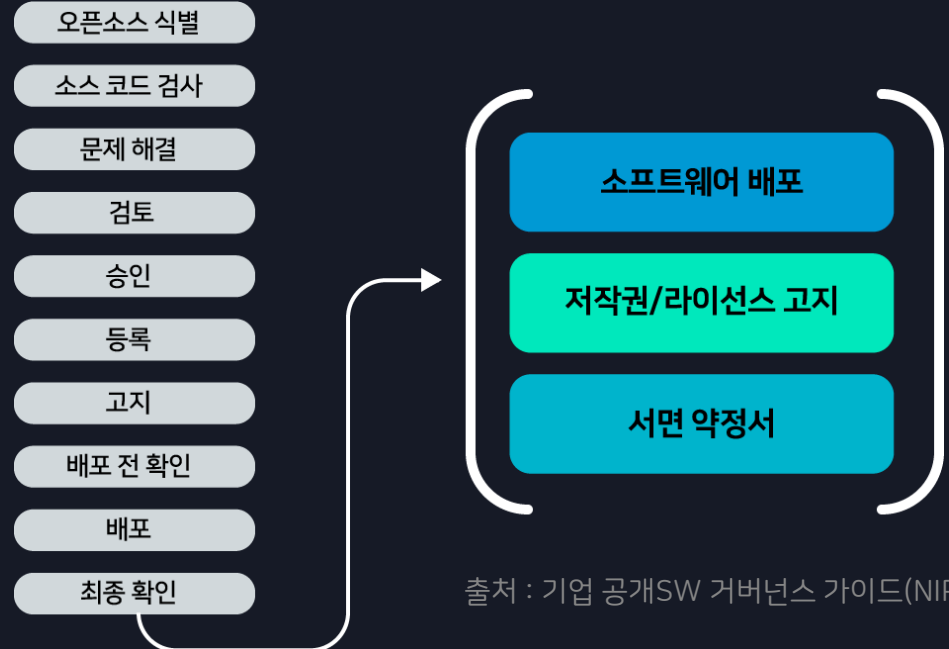 오픈소스 식별
소스 코드 검사
문제 해결
검토
승인
등록
고지
배포 전 확인
배포
최종 확인
소프트웨어 배포
저작권/라이선스 고지
서면 약정서
출처 : 기업 공개SW 거버넌스 가이드(NIP